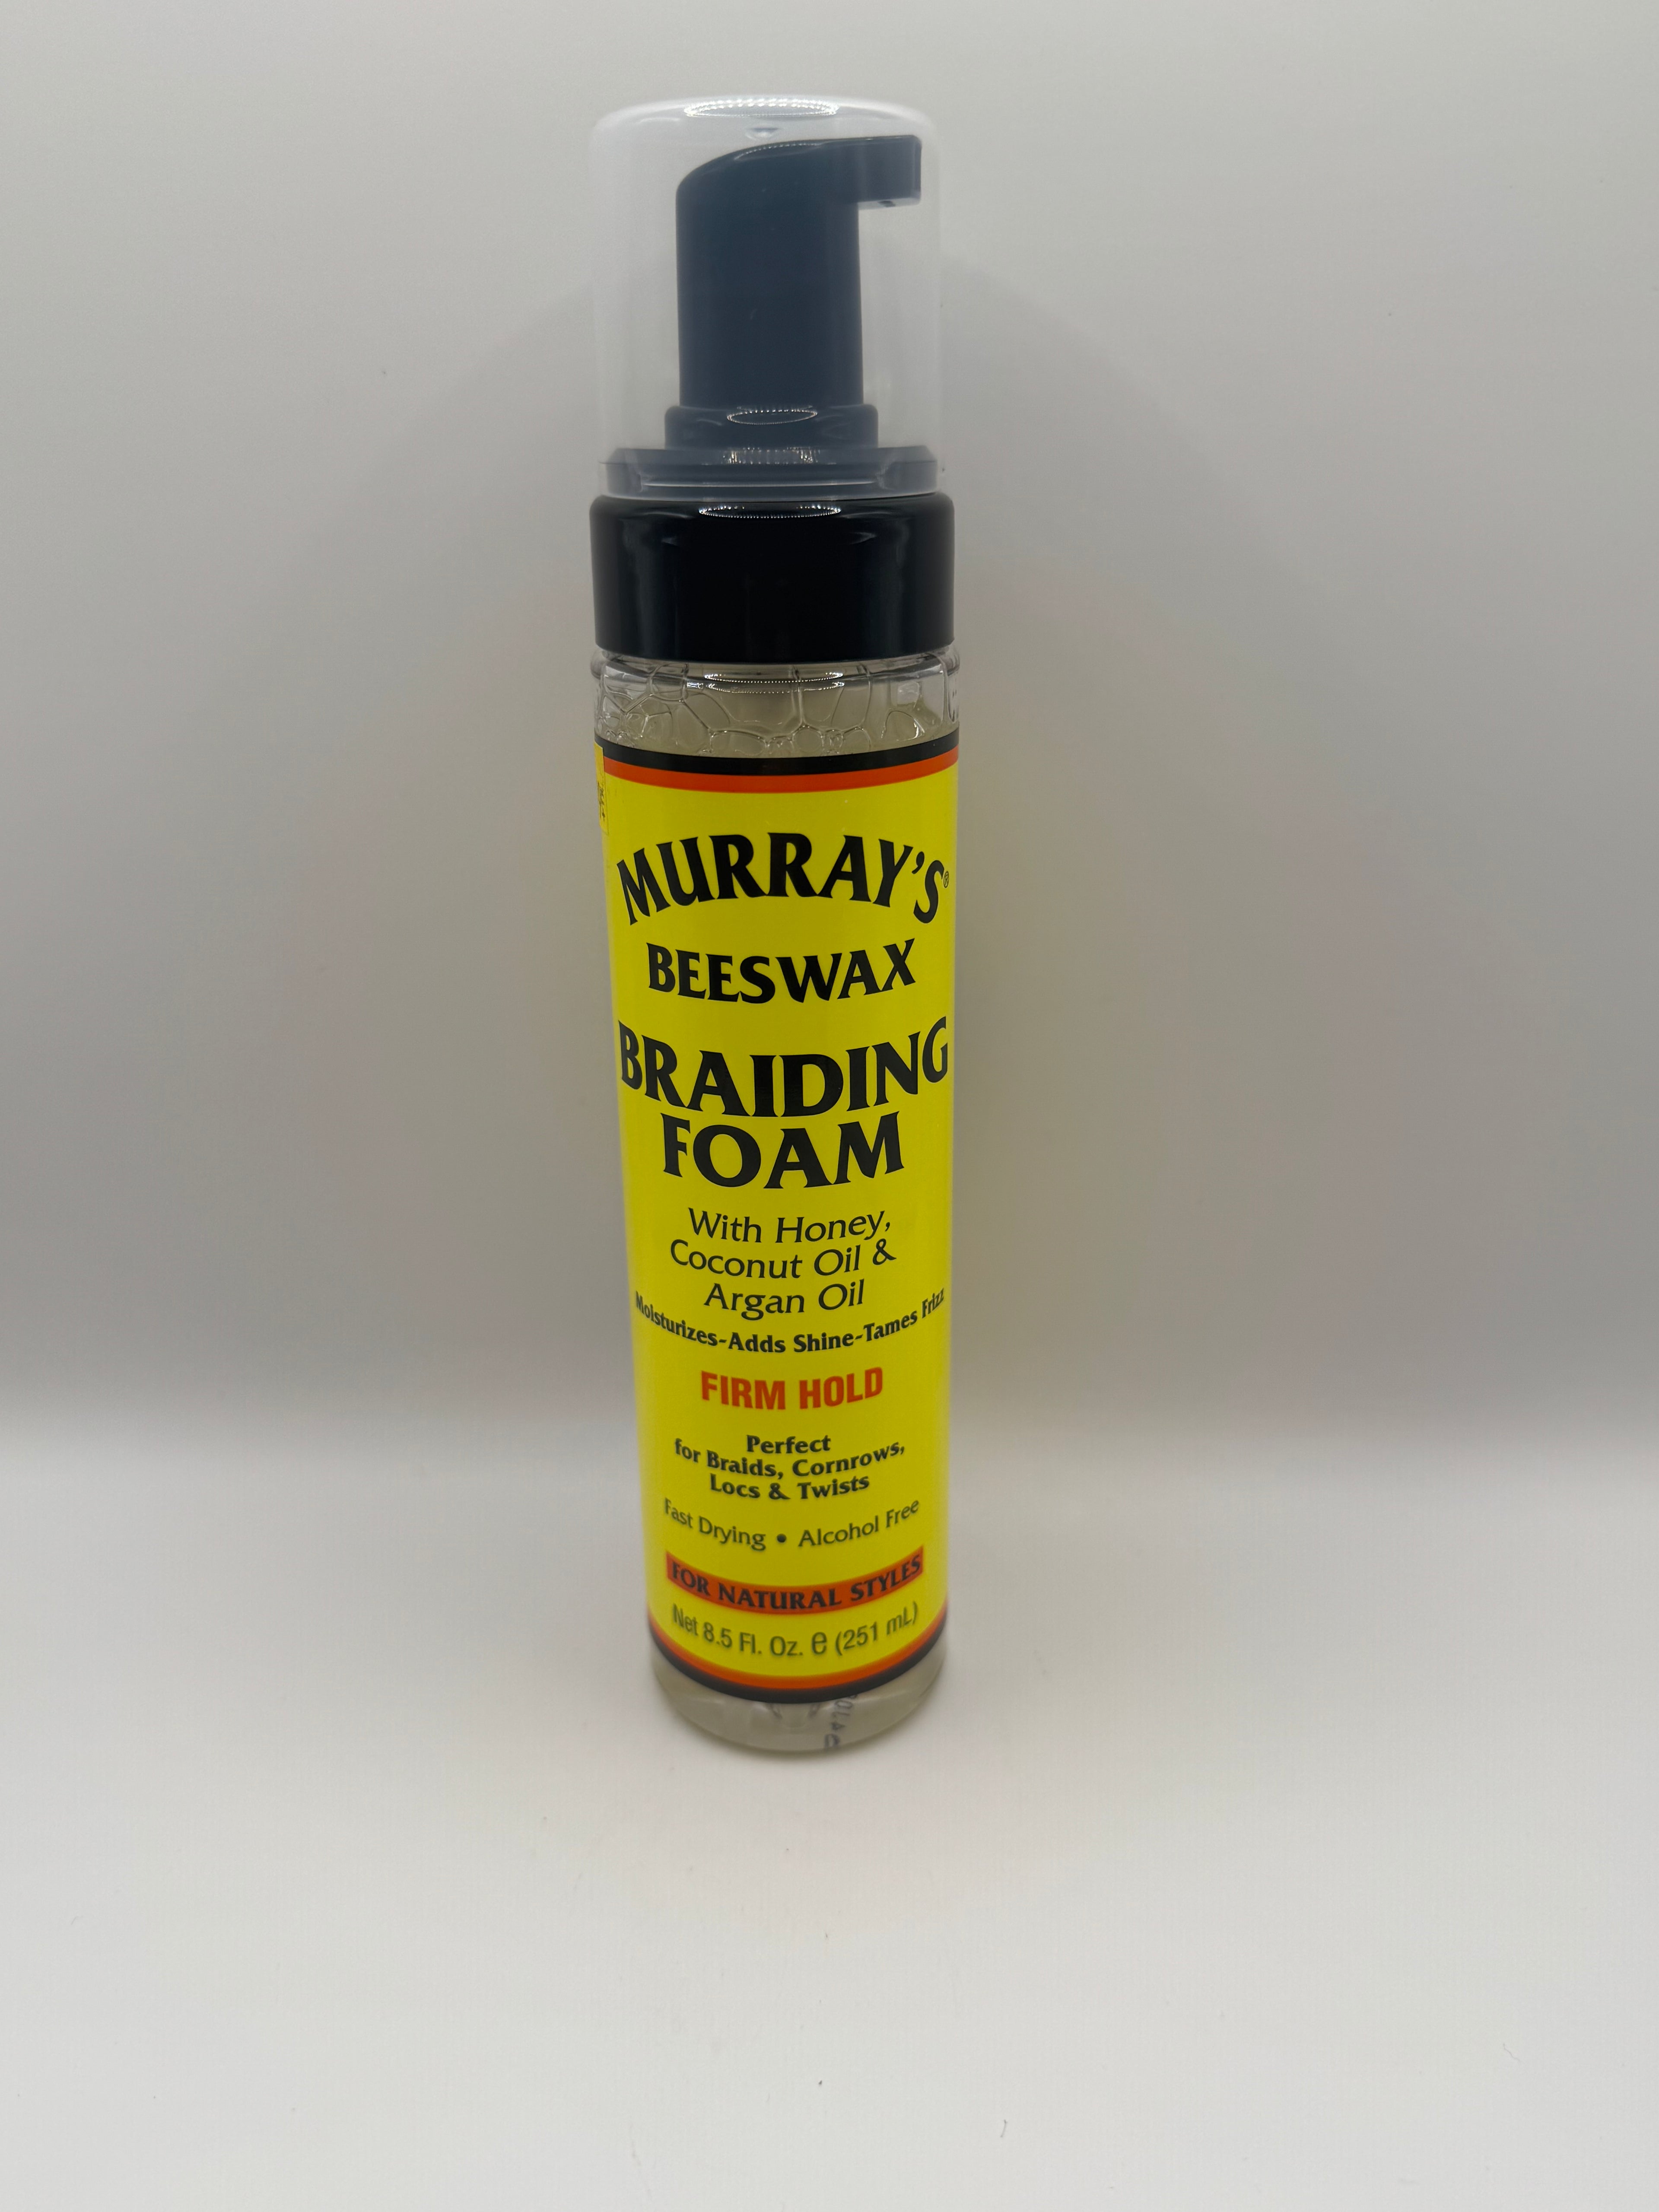 MURRAY'S®
BEESWAX
BRAIDING
FOAM
With Honey,
Coconut Oil &
Argan Oil
Moisturizes-Adds Shine-Tames Frizz
FIRM HOLD
Perfect
for Braids, Cornrows,
Locs & Twists
Fast Drying • Alcohol Free
FOR NATURAL STYLES
Net 8.5 Fl. Oz. ℮ (251 mL)